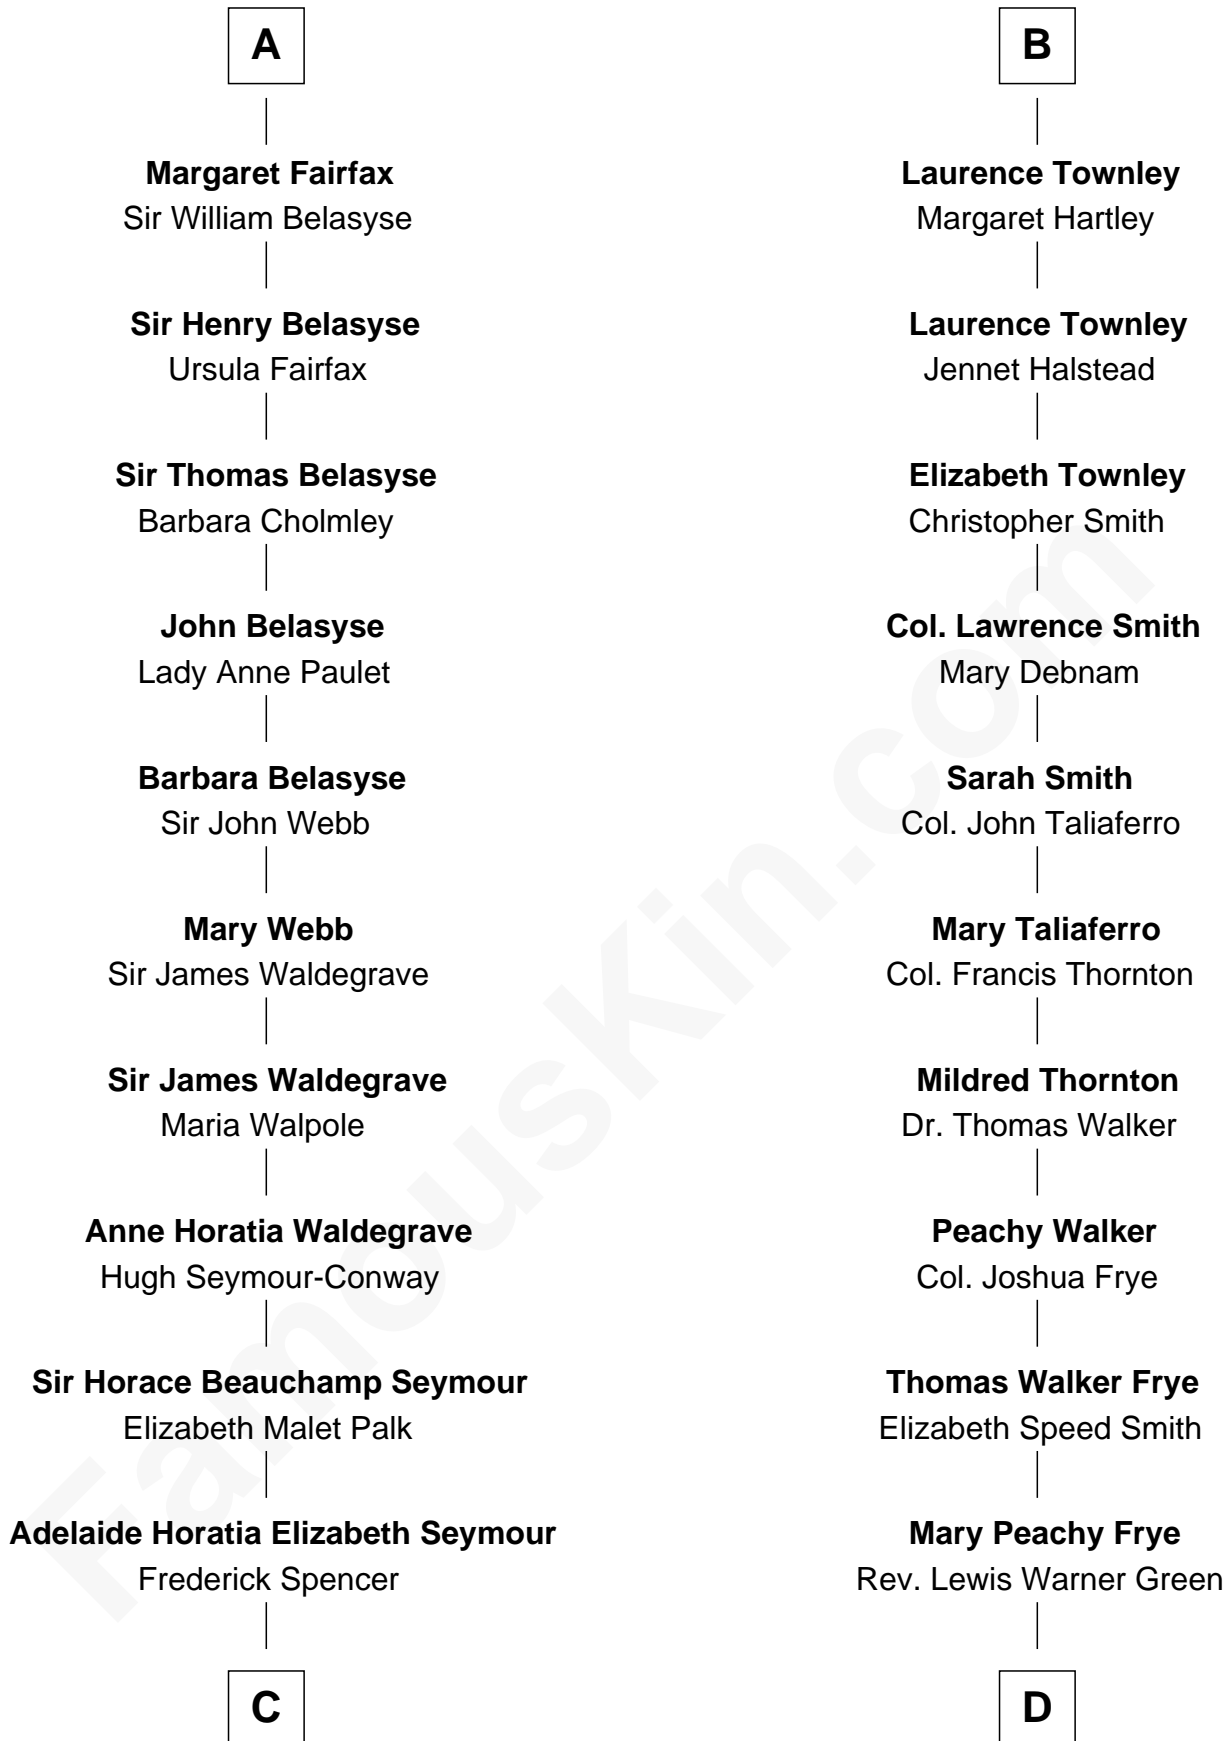 A
Margaret Fairfax
Sir William Belasyse
Sir Henry Belasyse
Ursula Fairfax
Sir Thomas Belasyse
Barbara Cholmley
John Belasyse
Lady Anne Paulet
Barbara Belasyse
Sir John Webb
Mary Webb
Sir James Waldegrave
Sir James Waldegrave
Maria Walpole
Anne Horatia Waldegrave
Hugh Seymour-Conway
Sir Horace Beauchamp Seymour
Elizabeth Malet Palk
Adelaide Horatia Elizabeth Seymour
Frederick Spencer
C
B
Laurence Townley
Margaret Hartley
Laurence Townley
Jennet Halstead
Elizabeth Townley
Christopher Smith
Col. Lawrence Smith
Mary Debnam
Sarah Smith
Col. John Taliaferro
Mary Taliaferro
Col. Francis Thornton
Mildred Thornton
Dr. Thomas Walker
Peachy Walker
Col. Joshua Frye
Thomas Walker Frye
Elizabeth Speed Smith
Mary Peachy Frye
Rev. Lewis Warner Green
D
FamousKin.com